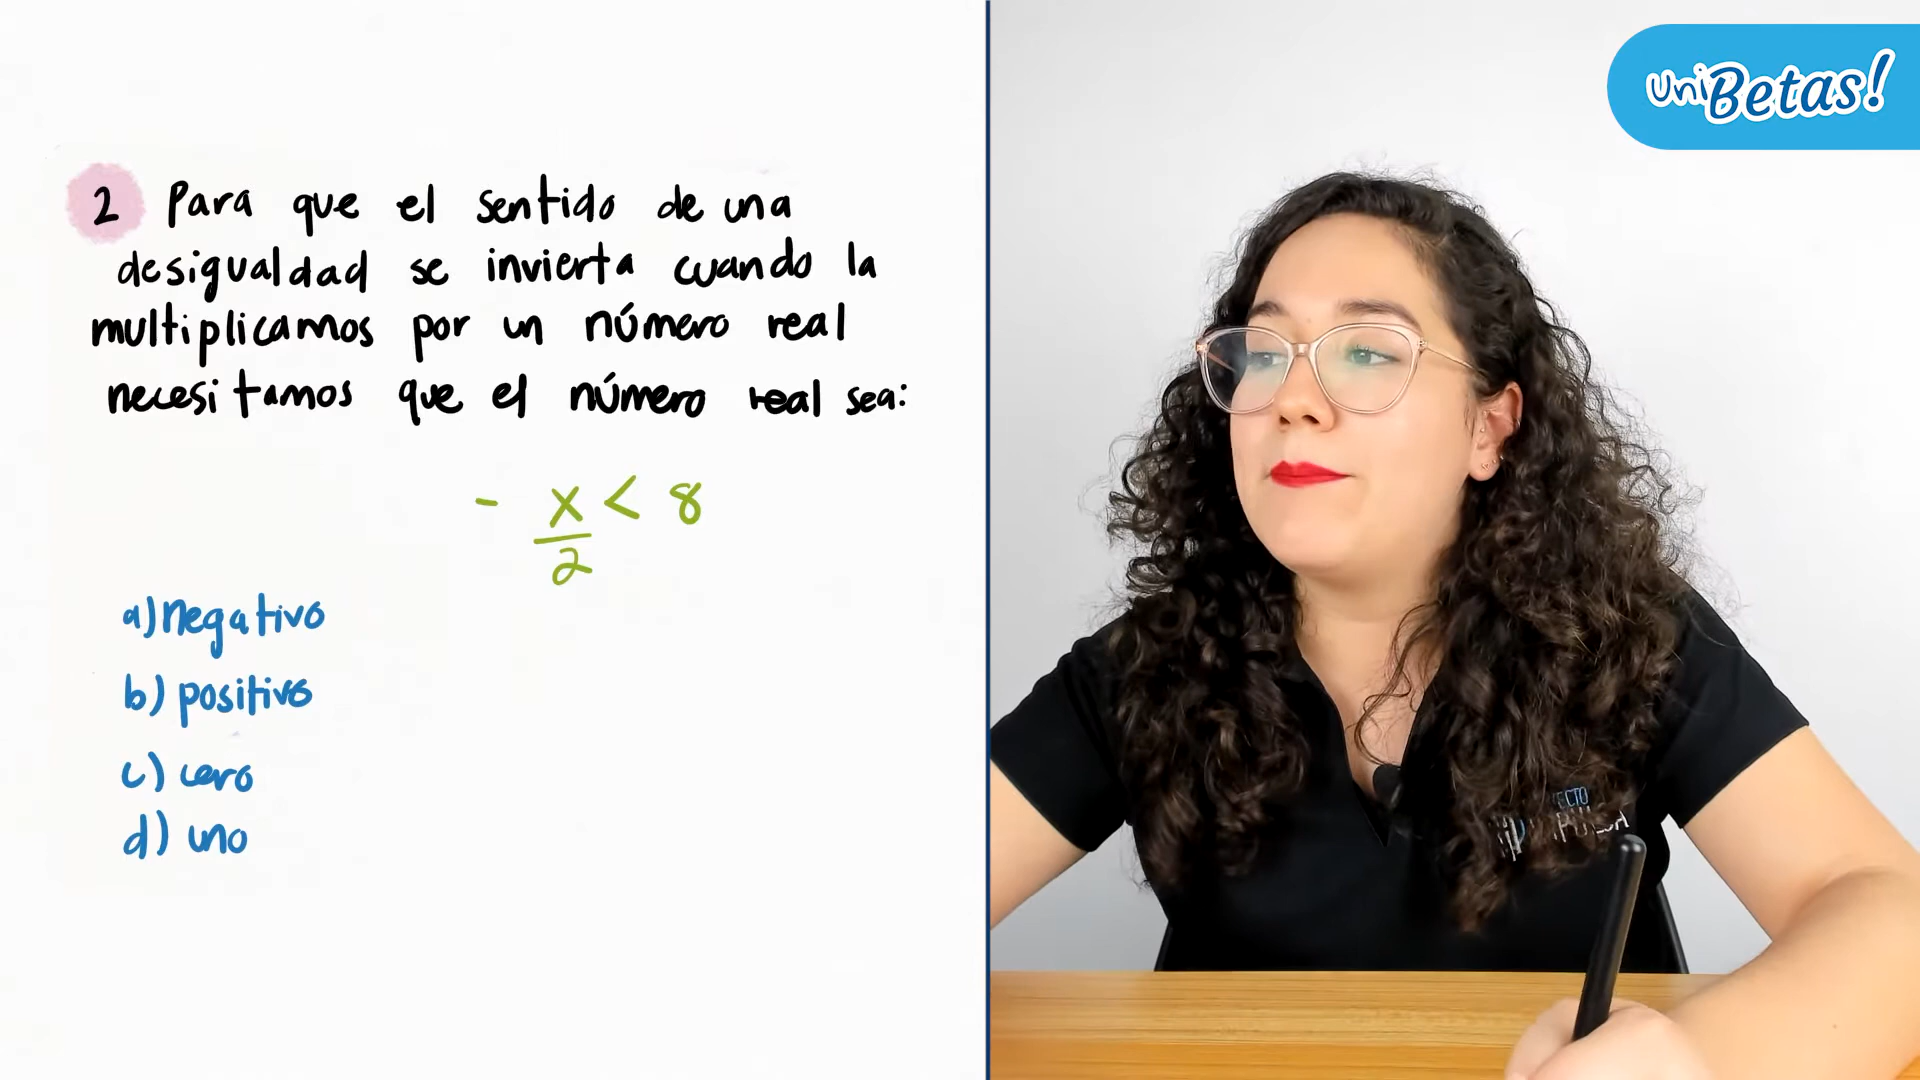 2 Para que el sentido de una
desigualdad se invierta cuando la
multiplicamos por un número real
necesitamos que el número real sea:
- x < 8
2
a) negativo
b) positivo
c) cero
d) uno
uniBetas!